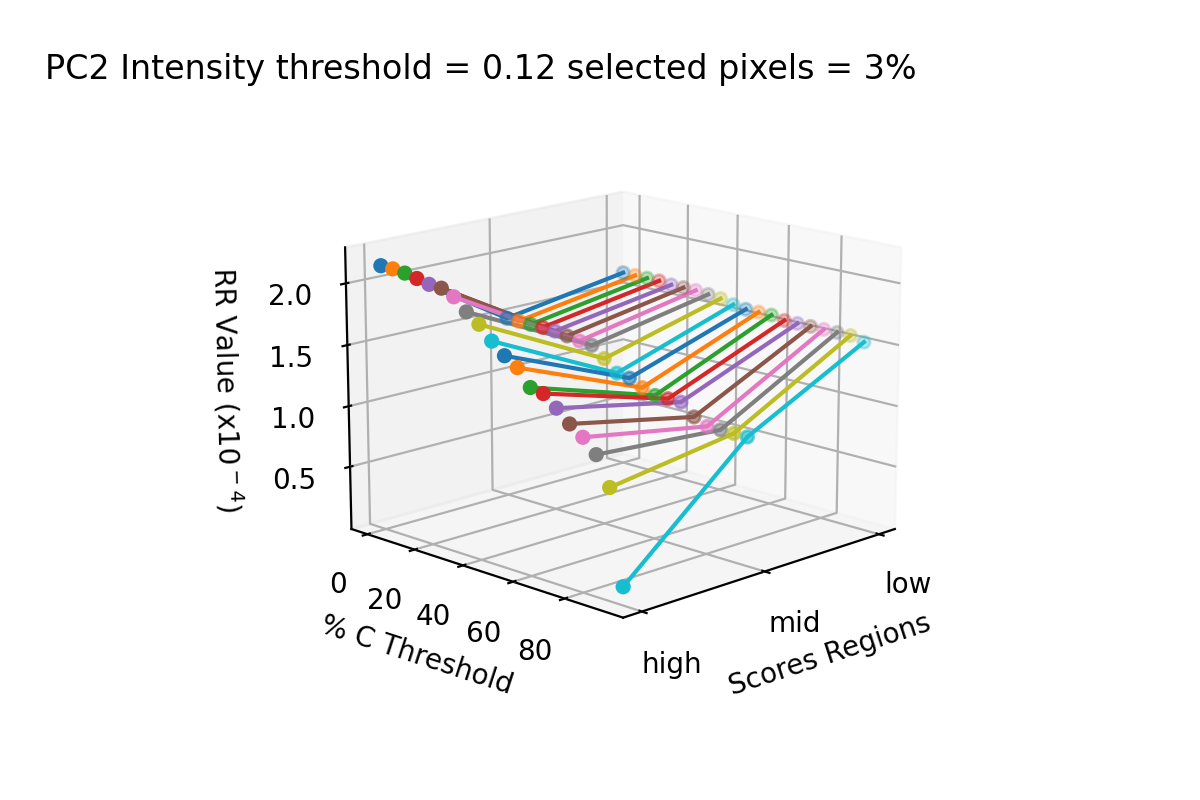 PC2 Intensity threshold = 0.12 selected pixels = 3%
RR Value (x10⁻⁴)
2.0
1.5
1.0
0.5
0
20
40
60
80
% C Threshold
high
mid
low
Scores Regions